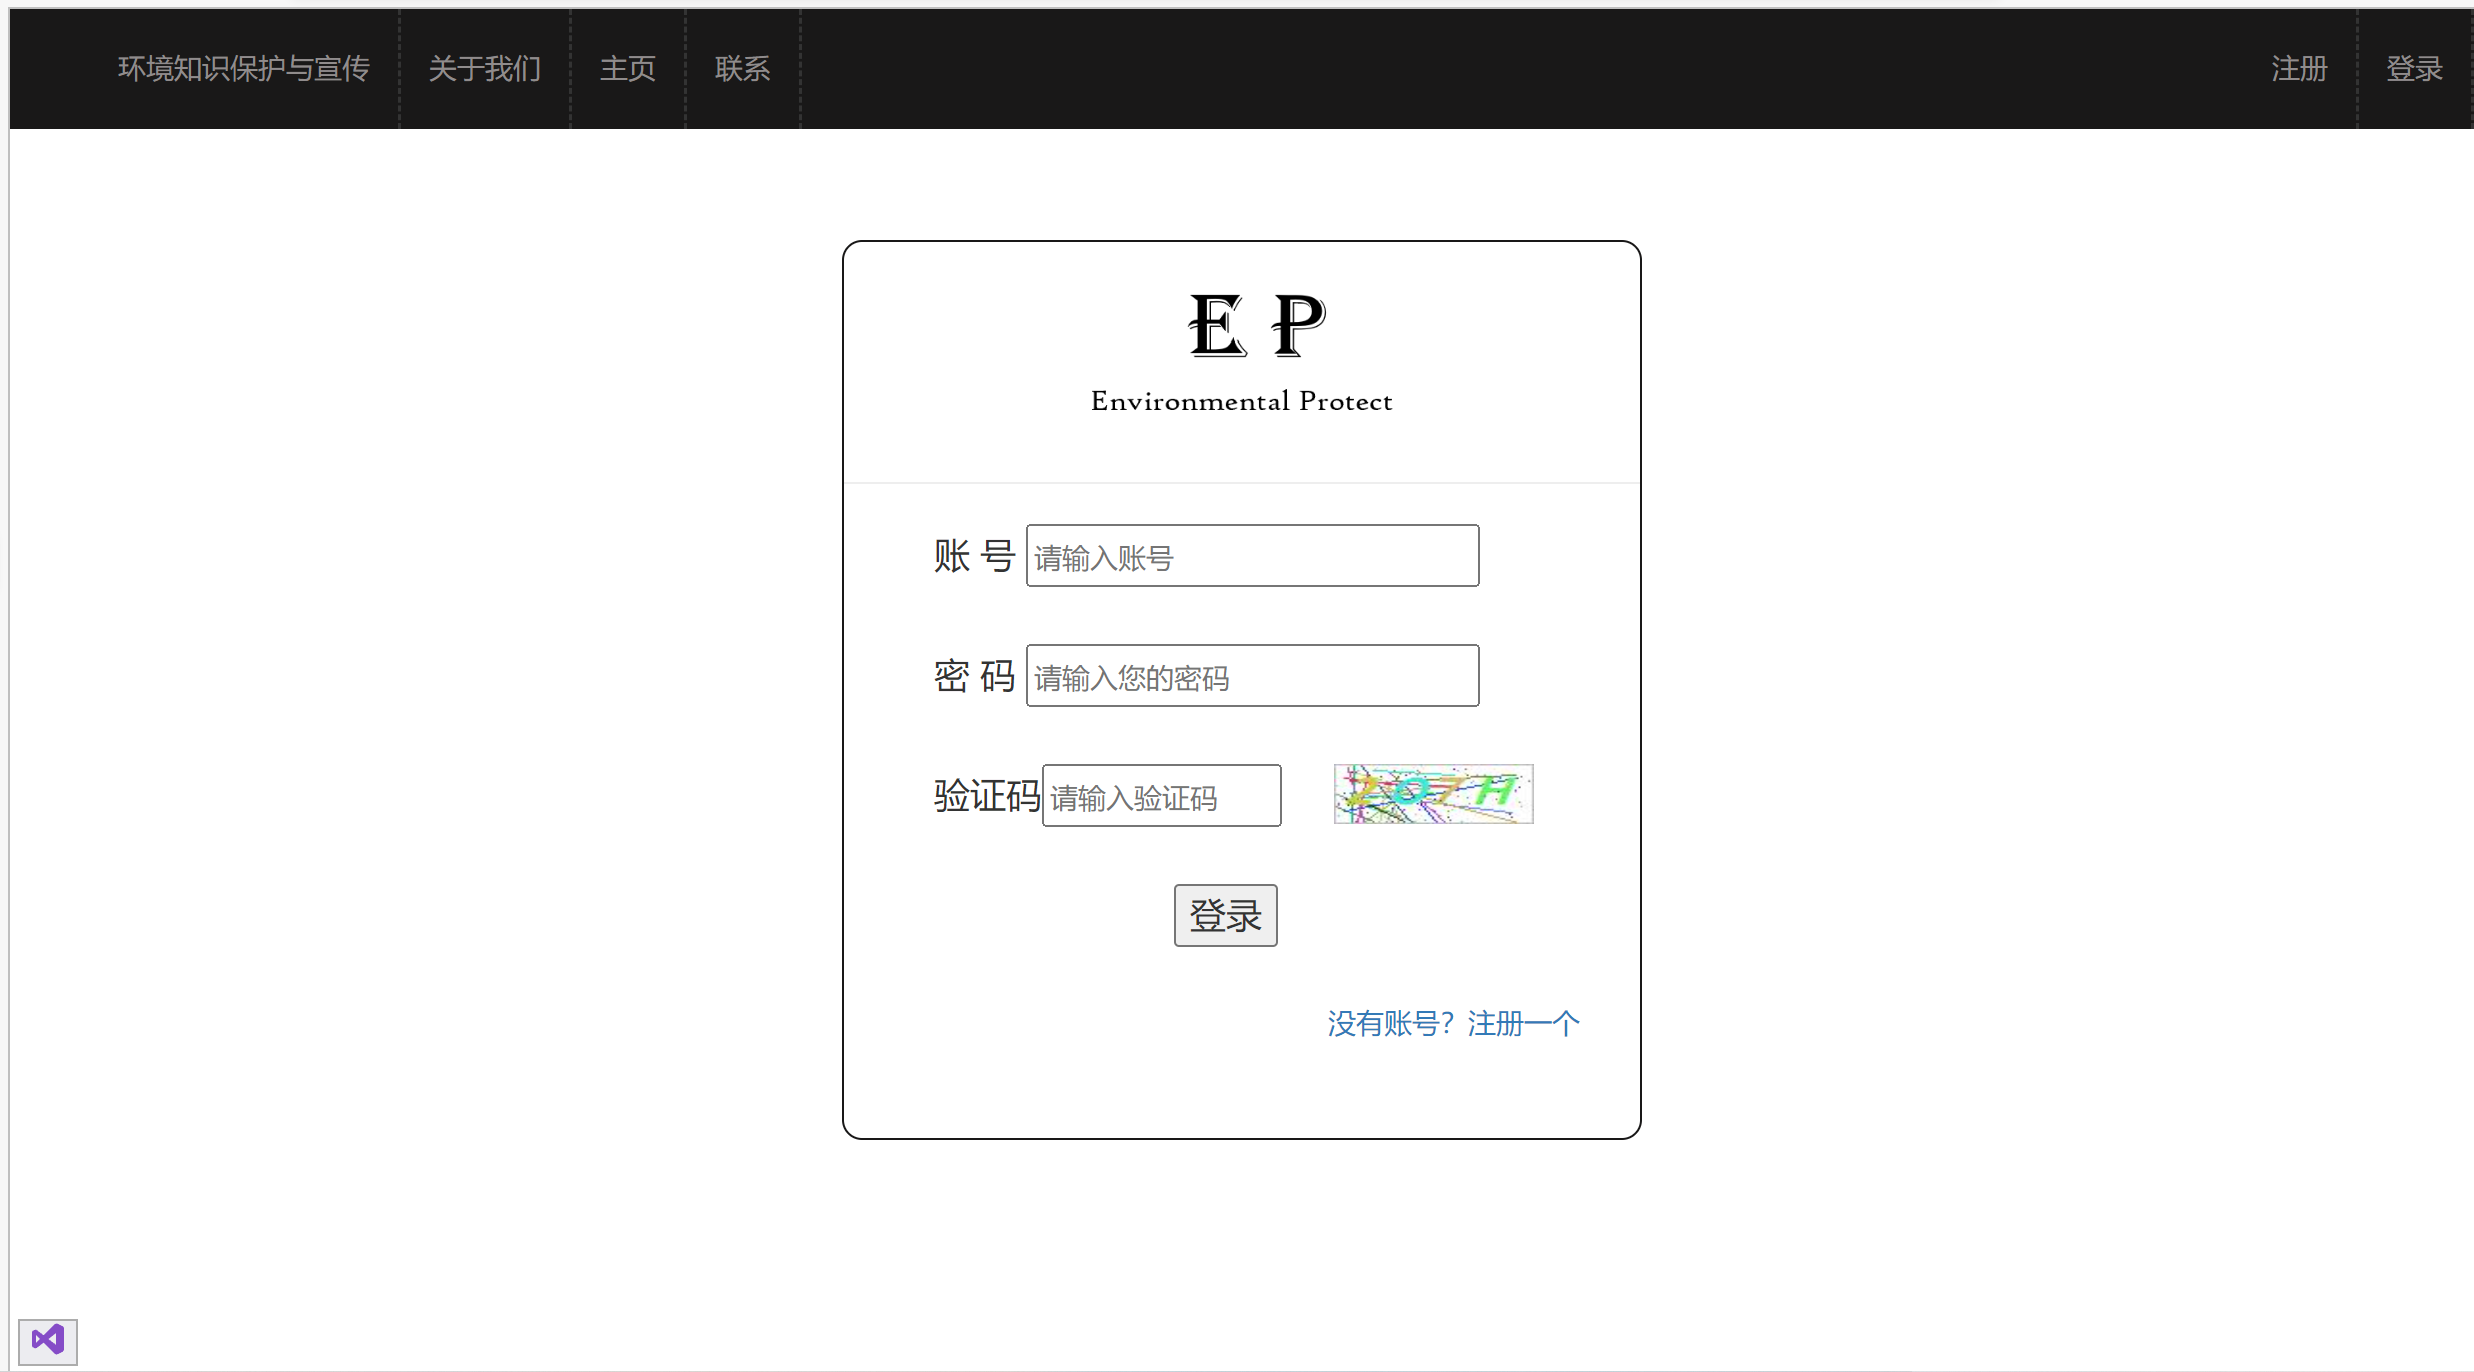 环境知识保护与宣传 关于我们 主页 联系 注册 登录
E P
Environmental Protect
账 号 请输入账号
密 码 请输入您的密码
验证码 请输入验证码 2O7H
登录
没有账号？注册一个